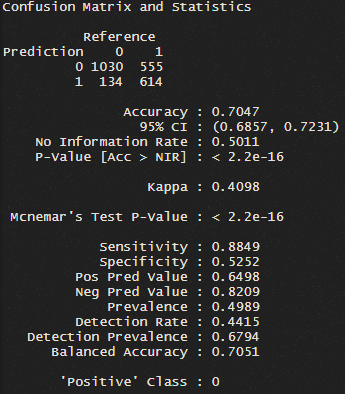 Confusion Matrix and Statistics
Reference
Prediction 0 1
0 1030 555
1 134 614
Accuracy : 0.7047
95% CI : (0.6857, 0.7231)
No Information Rate : 0.5011
P-Value [Acc > NIR] : < 2.2e-16
Kappa : 0.4098
Mcnemar's Test P-Value : < 2.2e-16
Sensitivity : 0.8849
Specificity : 0.5252
Pos Pred Value : 0.6498
Neg Pred Value : 0.8209
Prevalence : 0.4989
Detection Rate : 0.4415
Detection Prevalence : 0.6794
Balanced Accuracy : 0.7051
'Positive' Class : 0